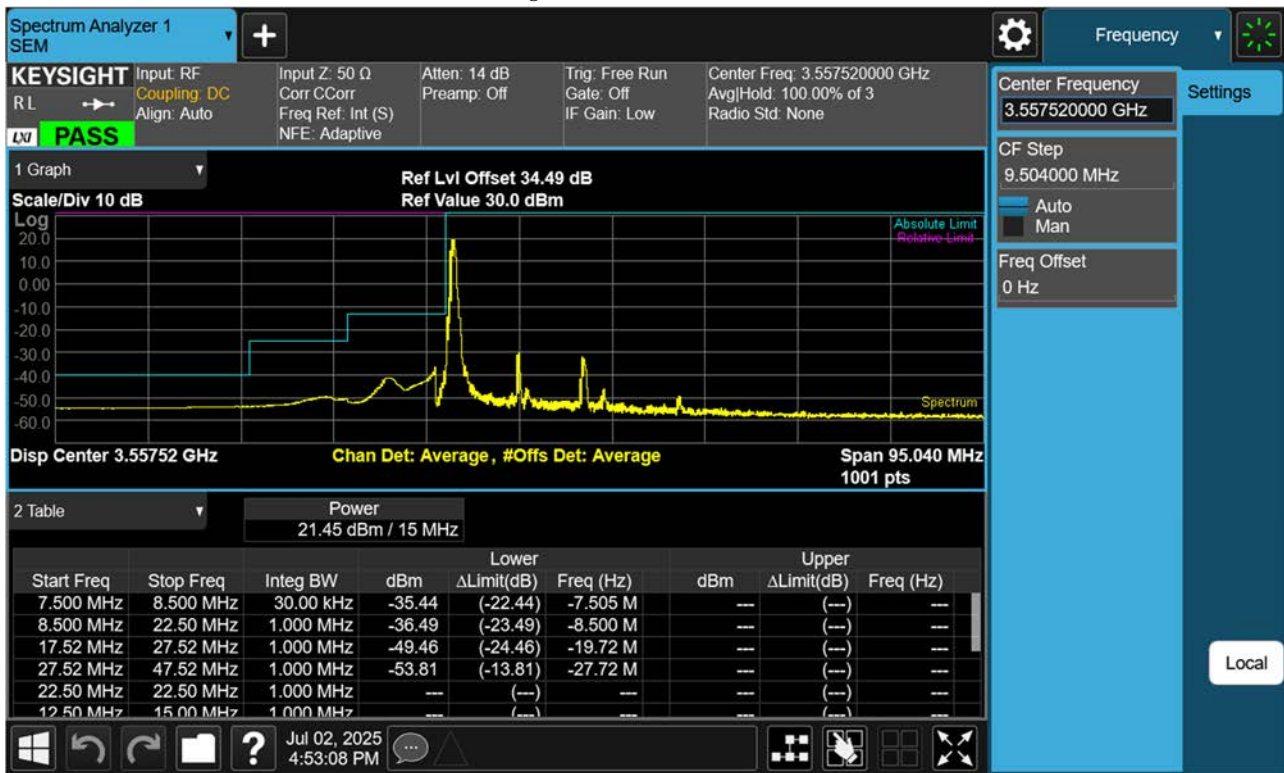 Spectrum Analyzer 1
SEM
Frequency
KEYSIGHT
R L
LXI
PASS
Input: RF
Coupling: DC
Align: Auto
Input Z: 50 Ω
Corr CCorr
Freq Ref: Int (S)
NFE: Adaptive
Atten: 14 dB
Preamp: Off
Trig: Free Run
Gate: Off
IF Gain: Low
Center Freq: 3.557520000 GHz
Avg|Hold: 100.00% of 3
Radio Std: None
Center Frequency
3.557520000 GHz
Settings
CF Step
9.504000 MHz
Auto
Man
Freq Offset
0 Hz
Local
1 Graph
Scale/Div 10 dB
Ref Lvl Offset 34.49 dB
Ref Value 30.0 dBm
Log
Absolute Limit
Relative Limit
20.0
10.0
0.00
-10.0
-20.0
-30.0
-40.0
-50.0
-60.0
Spectrum
Disp Center 3.55752 GHz
Chan Det: Average , #Offs Det: Average
Span 95.040 MHz
1001 pts
2 Table
Power
21.45 dBm / 15 MHz
Lower Upper
Start Freq Stop Freq Integ BW dBm ΔLimit(dB) Freq (Hz) dBm ΔLimit(dB) Freq (Hz)
7.500 MHz 8.500 MHz 30.00 kHz -35.44 (-22.44) -7.505 M --- (---) ---
8.500 MHz 22.50 MHz 1.000 MHz -36.49 (-23.49) -8.500 M --- (---) ---
17.52 MHz 27.52 MHz 1.000 MHz -49.46 (-24.46) -19.72 M --- (---) ---
27.52 MHz 47.52 MHz 1.000 MHz -53.81 (-13.81) -27.72 M --- (---) ---
22.50 MHz 22.50 MHz 1.000 MHz --- (---) --- --- (---) ---
12.50 MHz 15.00 MHz 1.000 MHz --- (---) --- --- (---) ---
Jul 02, 2025
4:53:08 PM